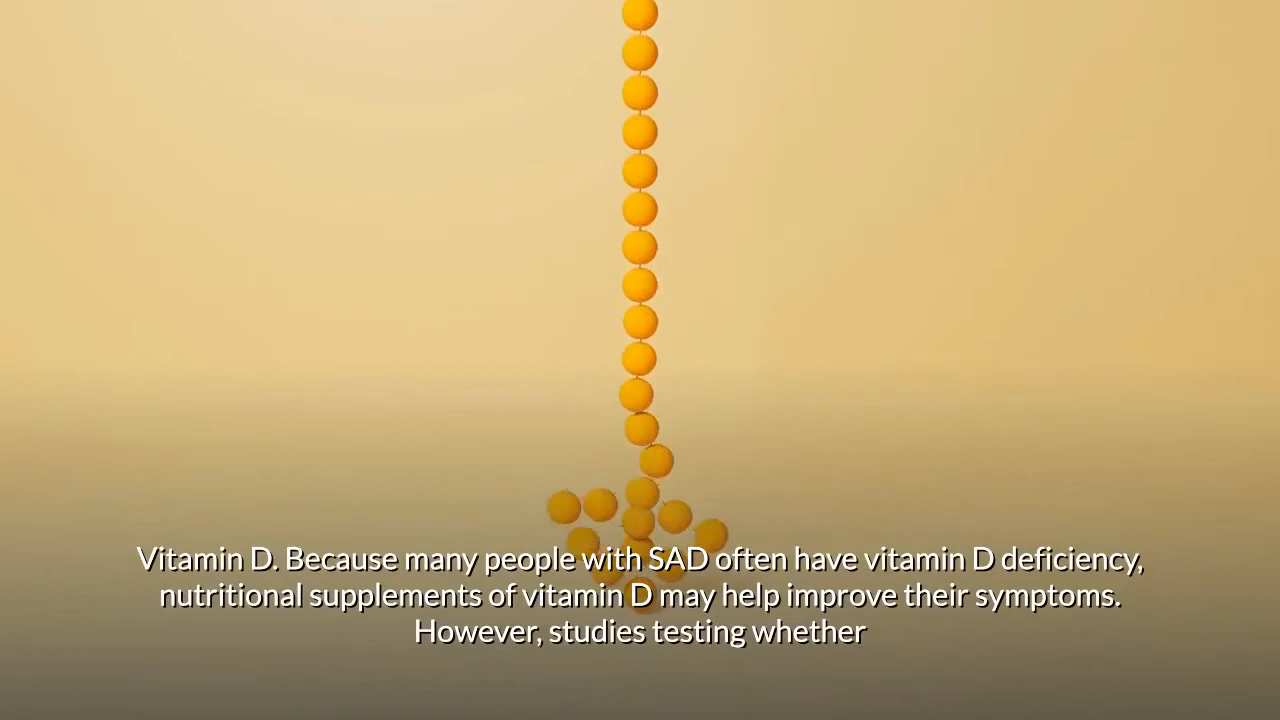 Vitamin D. Because many people with SAD often have vitamin D deficiency,
nutritional supplements of vitamin D may help improve their symptoms.
However, studies testing whether